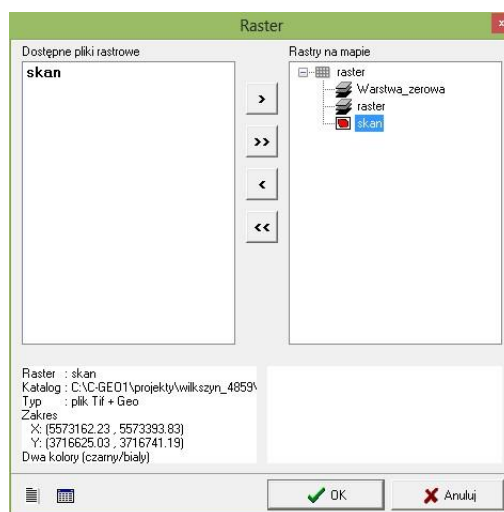 Raster
x
Dostępne pliki rastrowe
skan
>
>>
<
<<
Rastry na mapie
raster
Warstwa_zerowa
raster
skan
Raster : skan
Katalog : C:\C-GEO1\projekty\wilkszyn_4859\
Typ : plik Tif + Geo
Zakres
X: (5573162.23 , 5573393.83)
Y: (3716625.03 , 3716741.19)
Dwa kolory (czarny/bialy)
OK
Anuluj